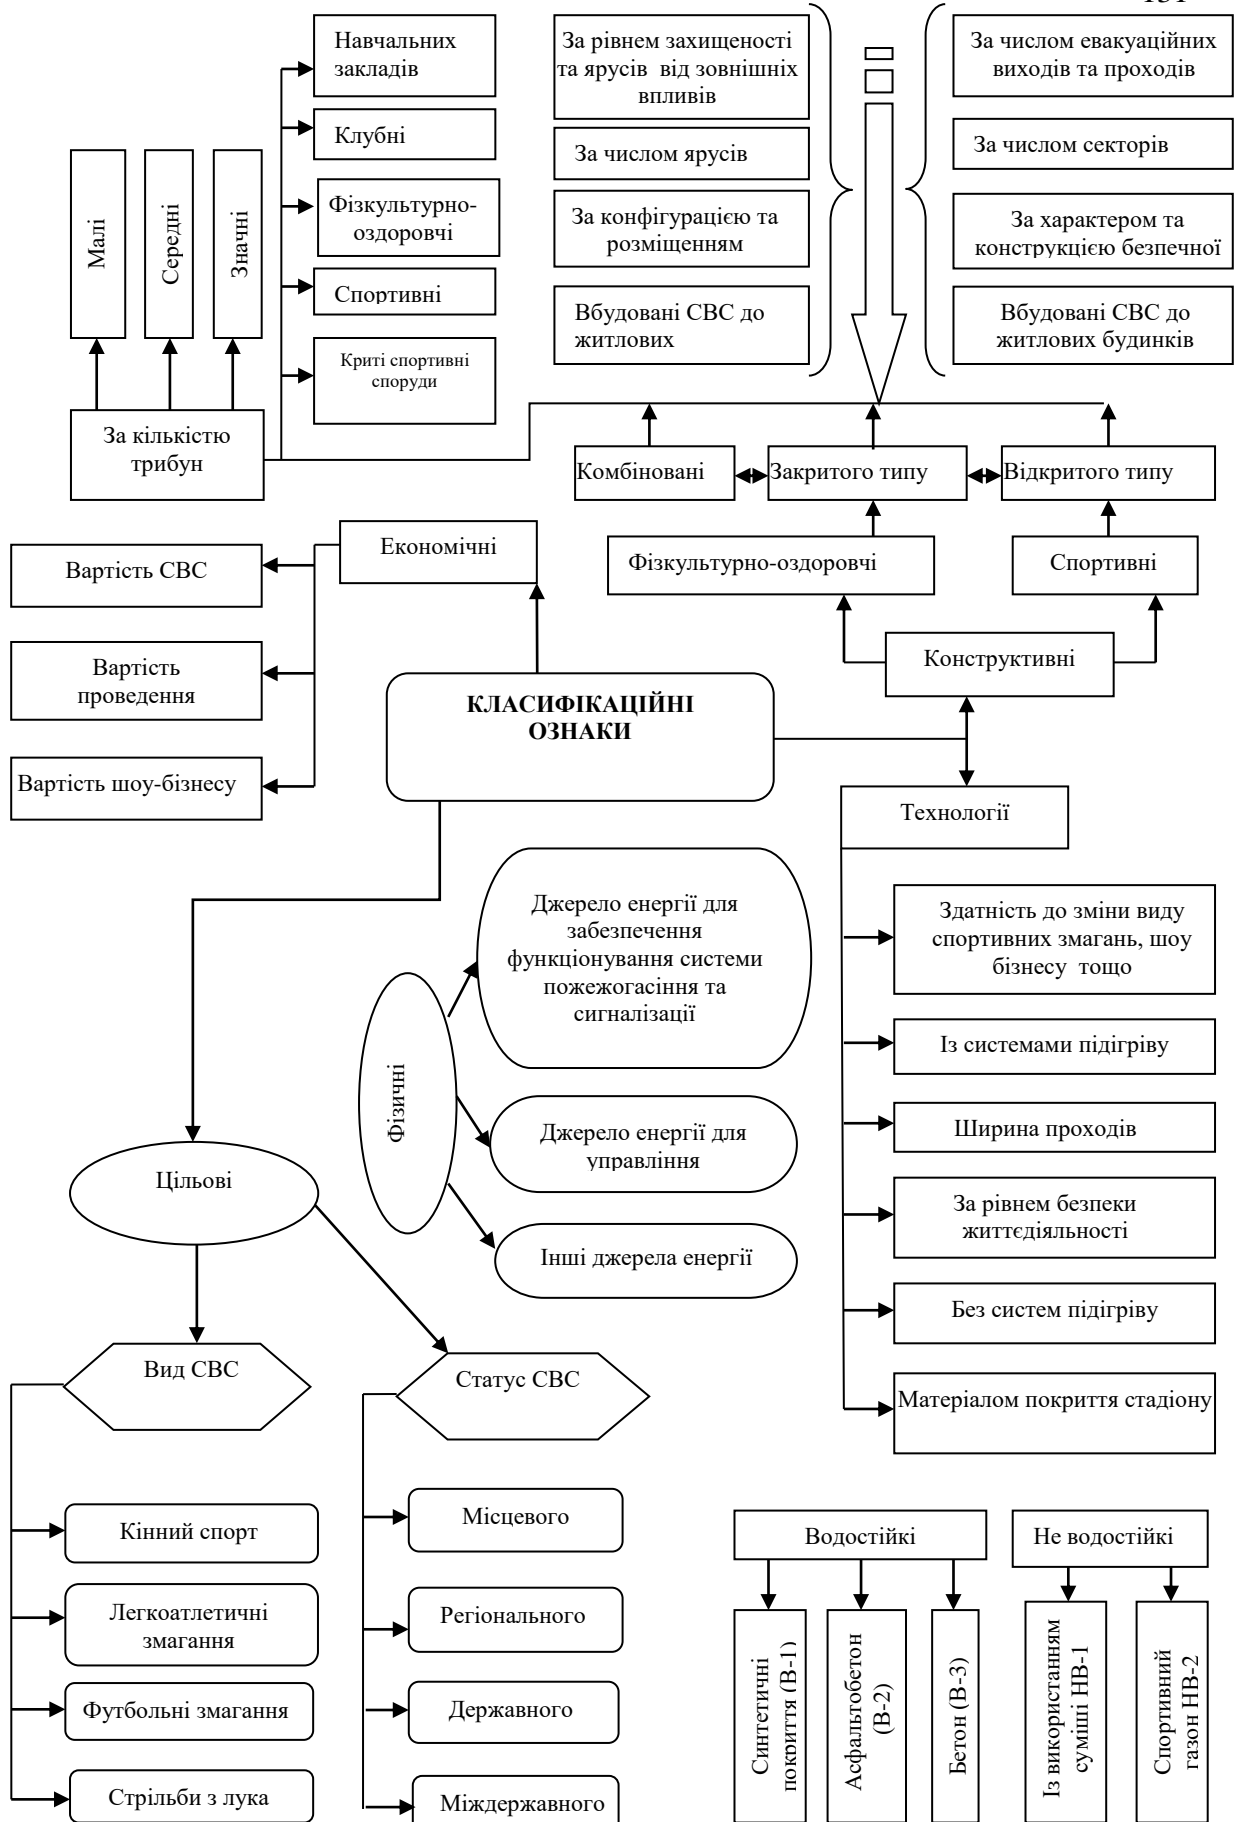 Навчальних
закладів
За рівнем захищеності
та ярусів від зовнішніх
впливів
За числом евакуаційних
виходів та проходів
Клубні
За числом ярусів
За числом секторів
Малі
Середні
Значні
Фізкультурно-
оздоровчі
За конфігурацією та
розміщенням
За характером та
конструкцією безпечної
Спортивні
Вбудовані СВС до
житлових
Вбудовані СВС до
житлових будинків
Криті спортивні
споруди
За кількістю
трибун
Комбіновані
Закритого типу
Відкритого типу
Економічні
Вартість СВС
Фізкультурно-оздоровчі
Спортивні
Вартість
проведення
Конструктивні
КЛАСИФІКАЦІЙНІ
ОЗНАКИ
Вартість шоу-бізнесу
Технології
Джерело енергії для
забезпечення
функціонування системи
пожежогасіння та
сигналізації
Здатність до зміни виду
спортивних змагань, шоу
бізнесу тощо
Із системами підігріву
Фізичні
Джерело енергії для
управління
Ширина проходів
Цільові
За рівнем безпеки
життєдіяльності
Інші джерела енергії
Без систем підігріву
Вид СВС
Статус СВС
Матеріалом покриття стадіону
Кінний спорт
Місцевого
Водостійкі
Не водостійкі
Легкоатлетичні
змагання
Регіонального
Футбольні змагання
Державного
Стрільби з лука
Міждержавного
Синтетичні
покриття (В-1)
Асфальтобетон
(В-2)
Бетон (В-3)
Із використанням
суміші НВ-1
Спортивний
газон НВ-2